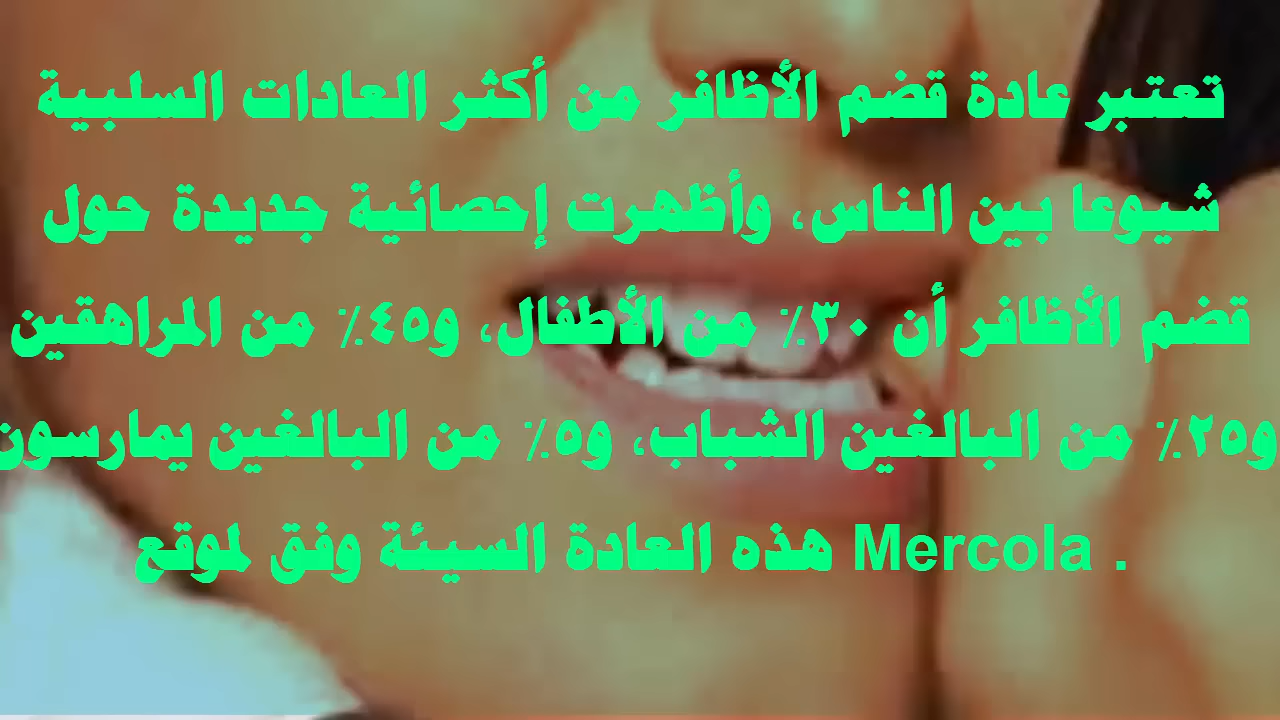 تعتبر عادة قضم الأظافر من أكثر العادات السلبية
شيوعا بين الناس، وأظهرت إحصائية جديدة حول
قضم الأظافر أن ٣٠٪ من الأطفال، و٤٥٪ من المراهقين
و٢٥٪ من البالغين الشباب، و٥٪ من البالغين يمارسون
هذه العادة السيئة وفق لموقع Mercola .